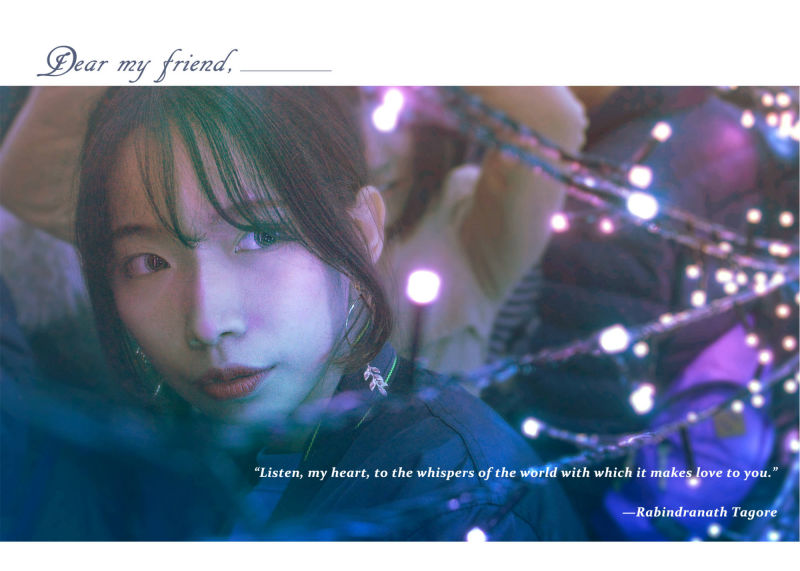 Dear my friend, 
“Listen, my heart, to the whispers of the world with which it makes love to you.”
—Rabindranath Tagore